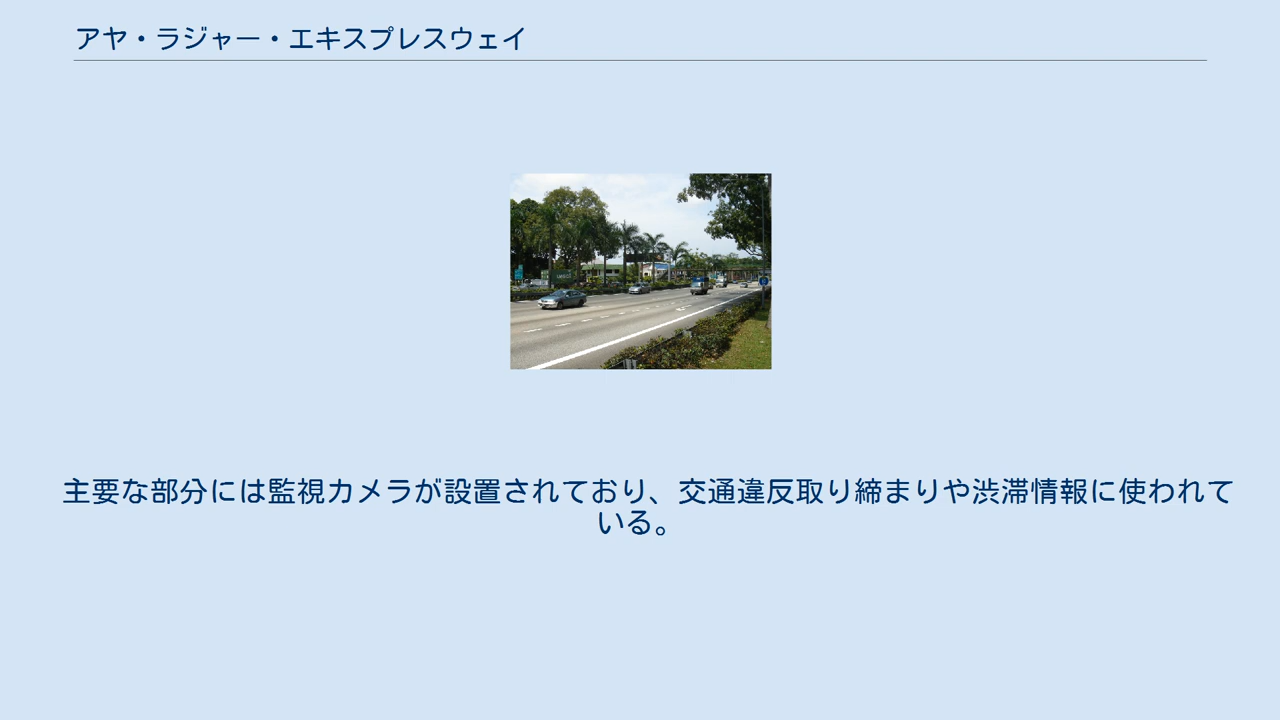 アヤ・ラジャー・エキスプレスウェイ
主要な部分には監視カメラが設置されており、交通違反取り締まりや渋滞情報に使われて
いる。